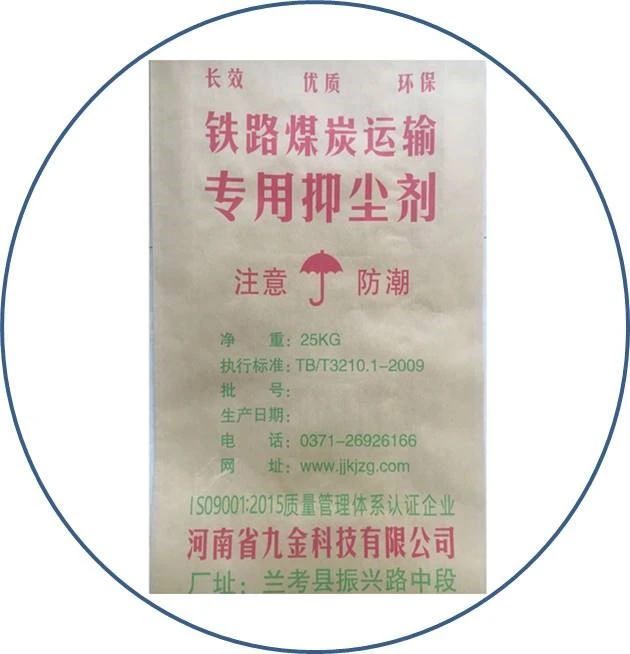 长效 优质 环保
铁路煤炭运输
专用抑尘剂
注意 防潮
净 重：25KG
执行标准：TB/T3210.1-2009
批 号：
生产日期：
电 话：0371-26926166
网 址：www.jjkjzg.com
ISO9001:2015质量管理体系认证企业
河南省九金科技有限公司
厂址：兰考县振兴路中段